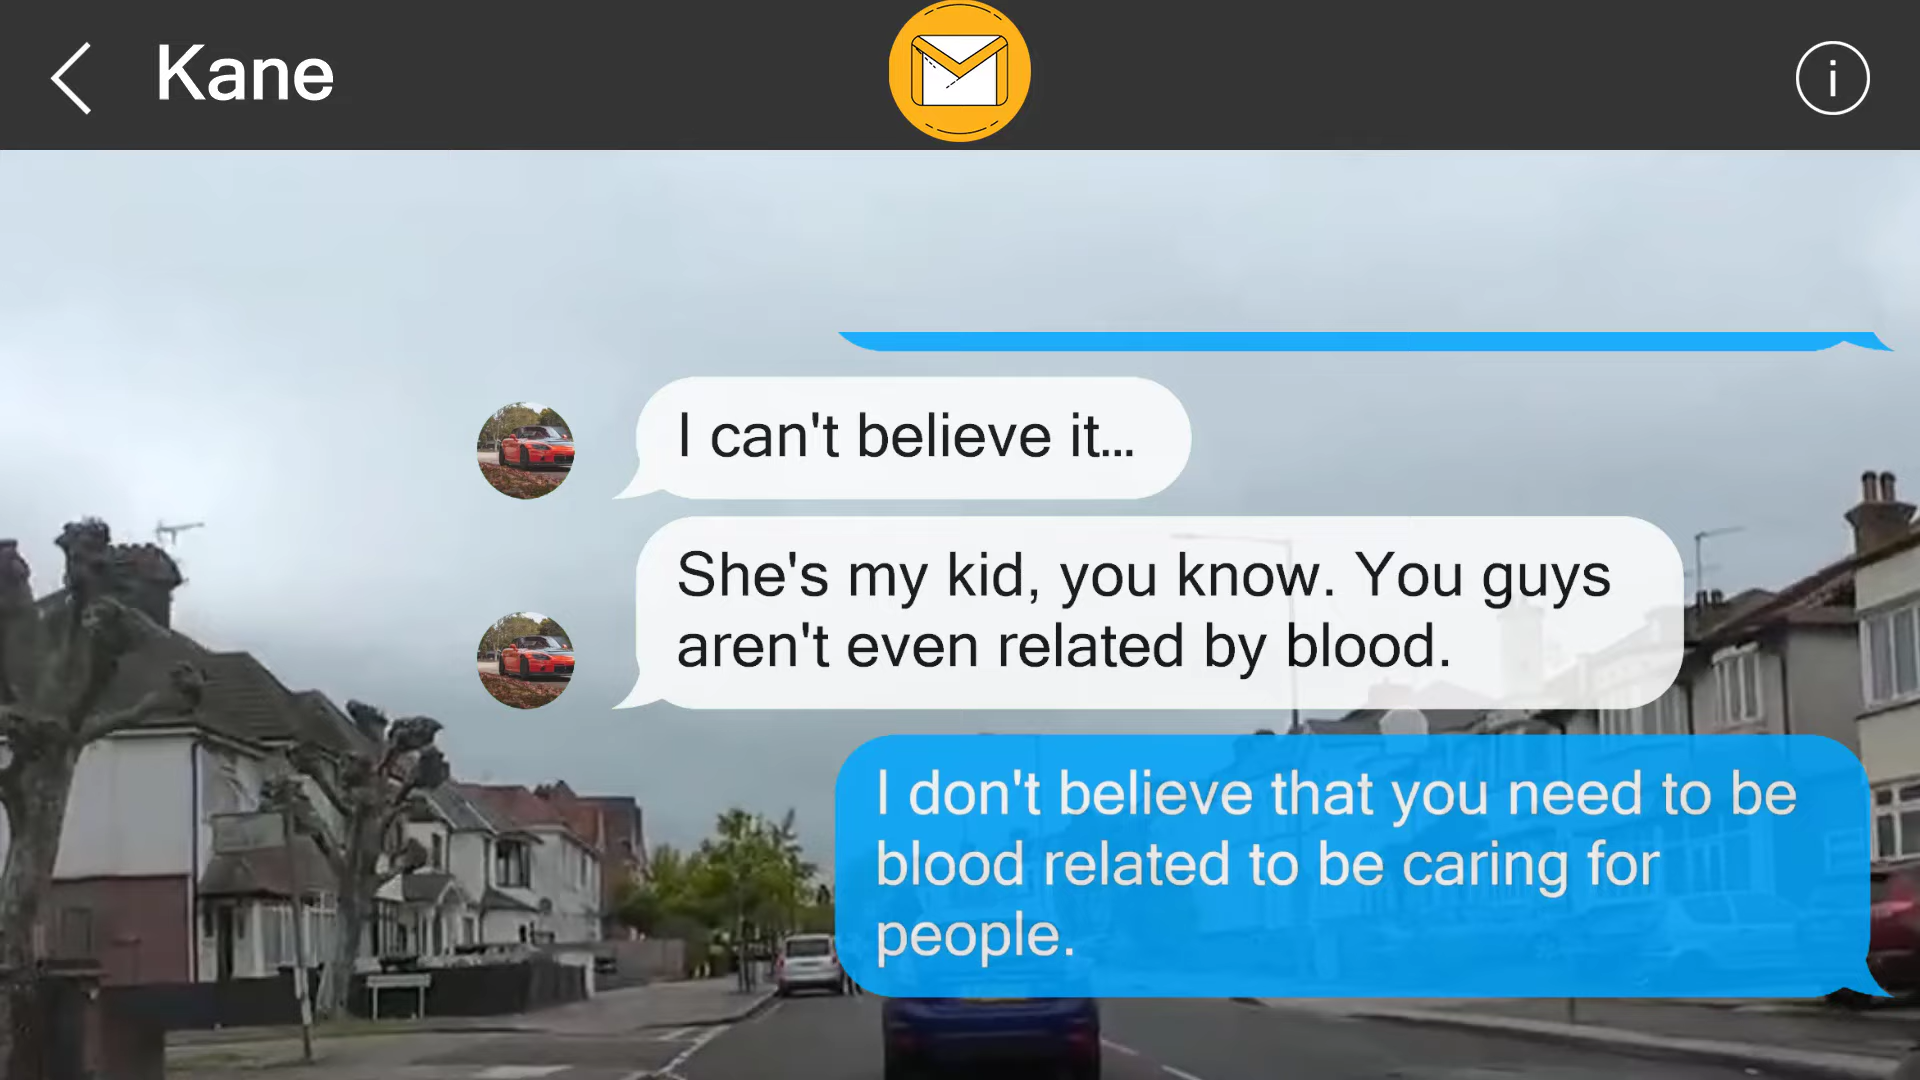 Kane
i
I can't believe it...
She's my kid, you know. You guys
aren't even related by blood.
I don't believe that you need to be
blood related to be caring for
people.